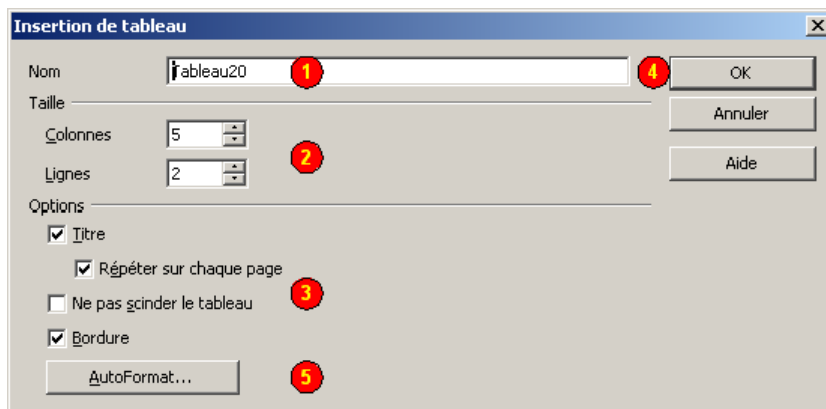 Insertion de tableau
Nom Tableau20 1 4 OK
Taille
Annuler
Colonnes 5
2
Aide
Lignes 2
Options
Titre
Répéter sur chaque page
3
Ne pas scinder le tableau
Bordure
AutoFormat... 5